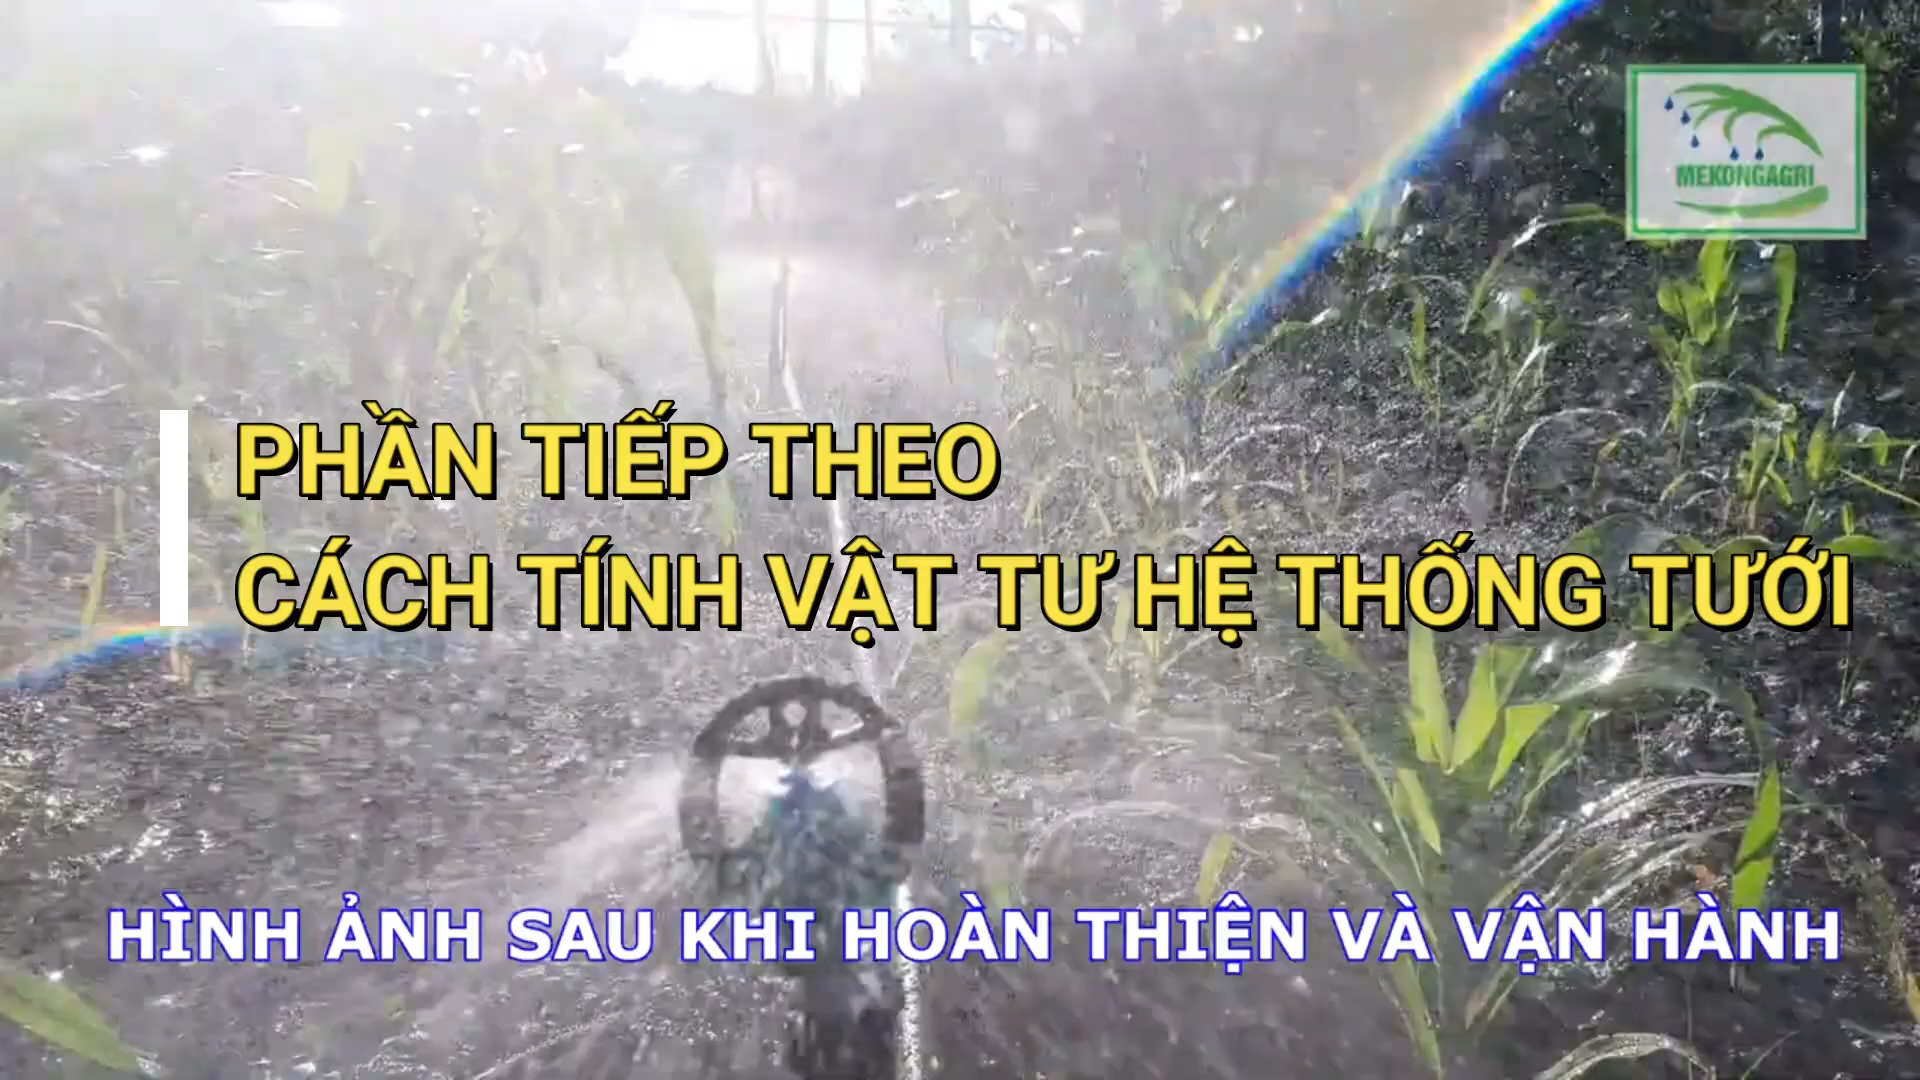 MEKONGAGRI
PHẦN TIẾP THEO
CÁCH TÍNH VẬT TƯ HỆ THỐNG TƯỚI
HÌNH ẢNH SAU KHI HOÀN THIỆN VÀ VẬN HÀNH